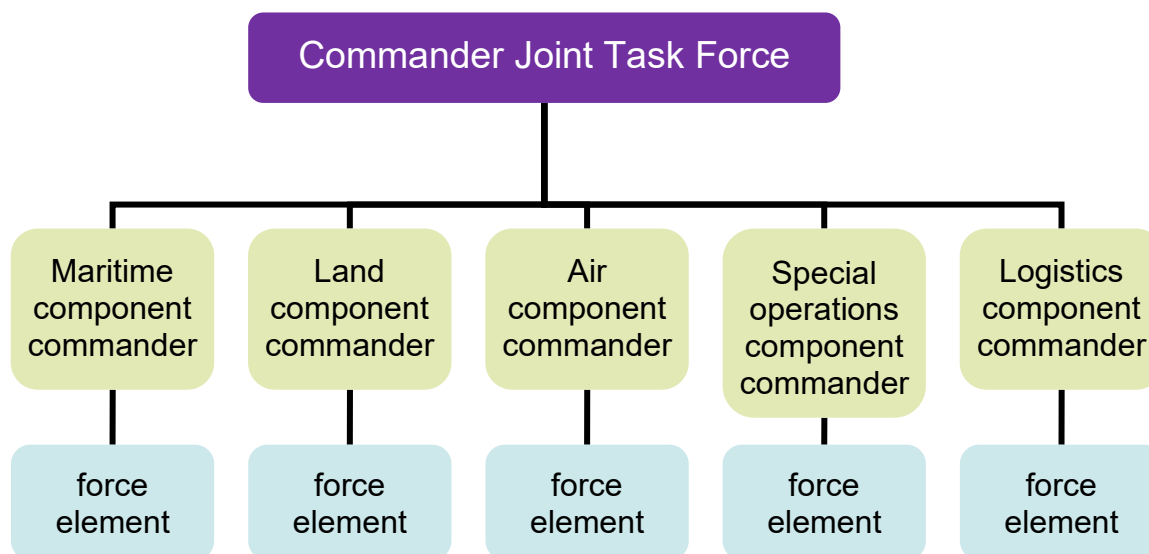 Commander Joint Task Force
Maritime
component
commander
Land
component
commander
Air
component
commander
Special
operations
component
commander
Logistics
component
commander
force
element
force
element
force
element
force
element
force
element